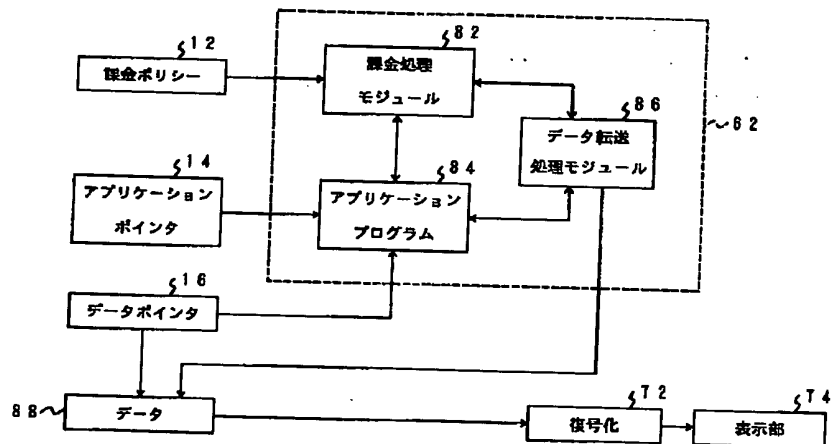 12
課金ポリシー
82
課金処理
モジュール
86
データ転送
処理モジュール
62
14
アプリケーション
ポインタ
84
アプリケーション
プログラム
16
データポインタ
88
データ
72
復号化
74
表示部